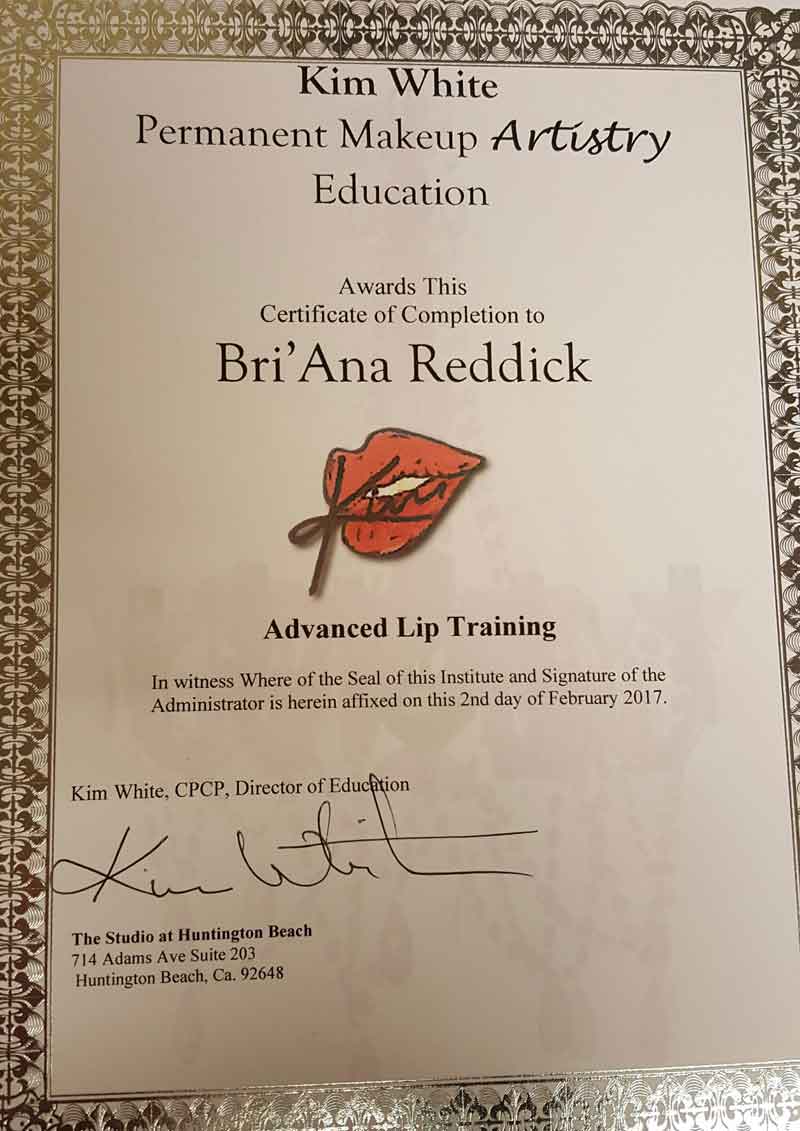 Kim White
Permanent Makeup Artistry
Education
Awards This
Certificate of Completion to
Bri'Ana Reddick
Kim
Advanced Lip Training
In witness Where of the Seal of this Institute and Signature of the
Administrator is herein affixed on this 2nd day of February 2017.
Kim White, CPCP, Director of Education
Kim White
The Studio at Huntington Beach
714 Adams Ave Suite 203
Huntington Beach, Ca. 92648